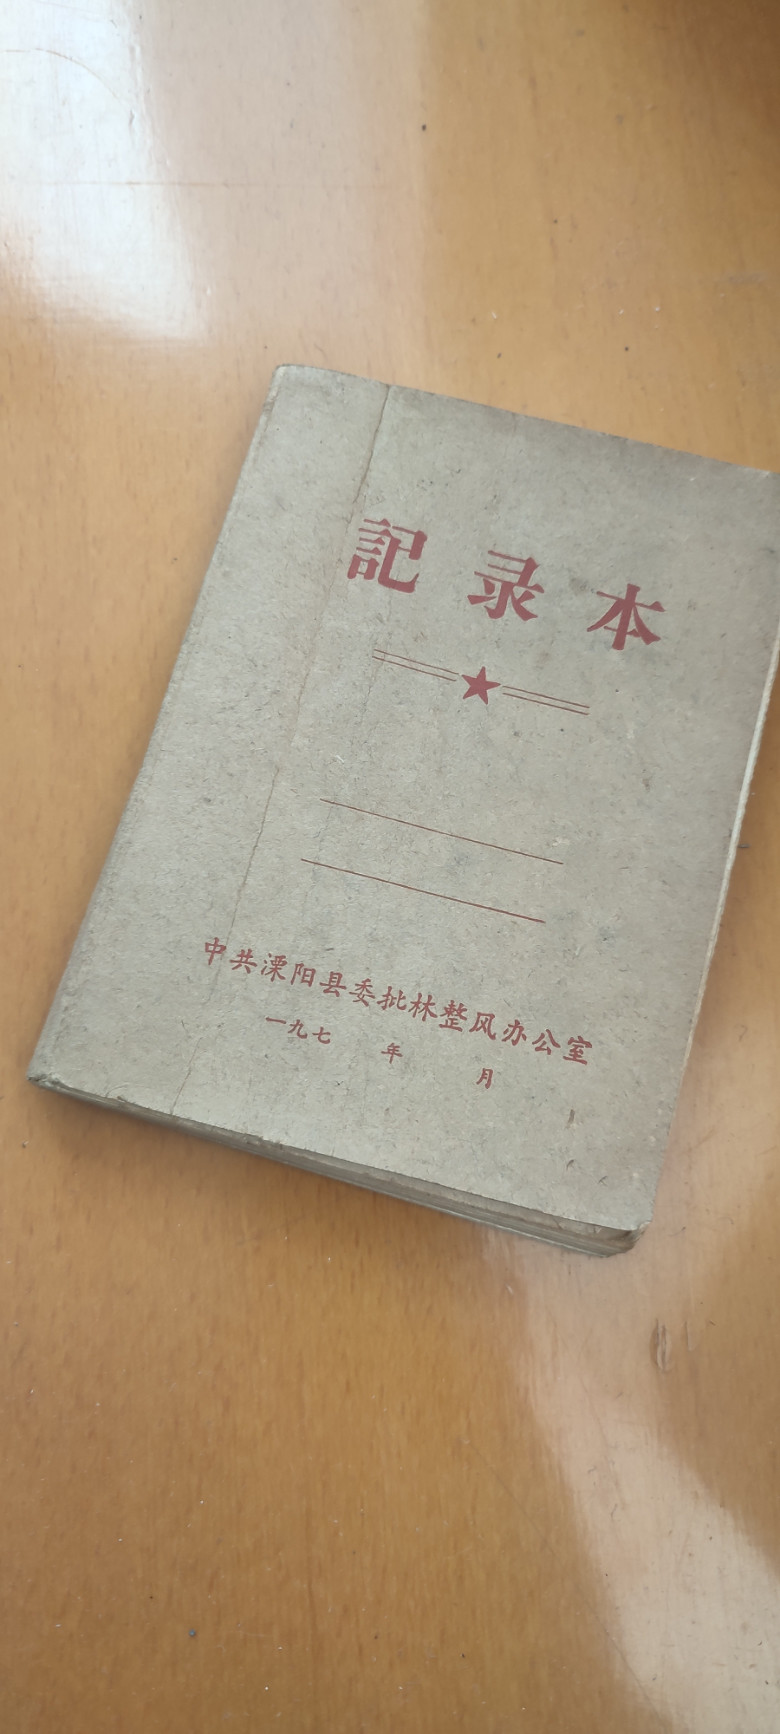 記录本
中共溧阳县委批林整风办公室
一九七 年 月